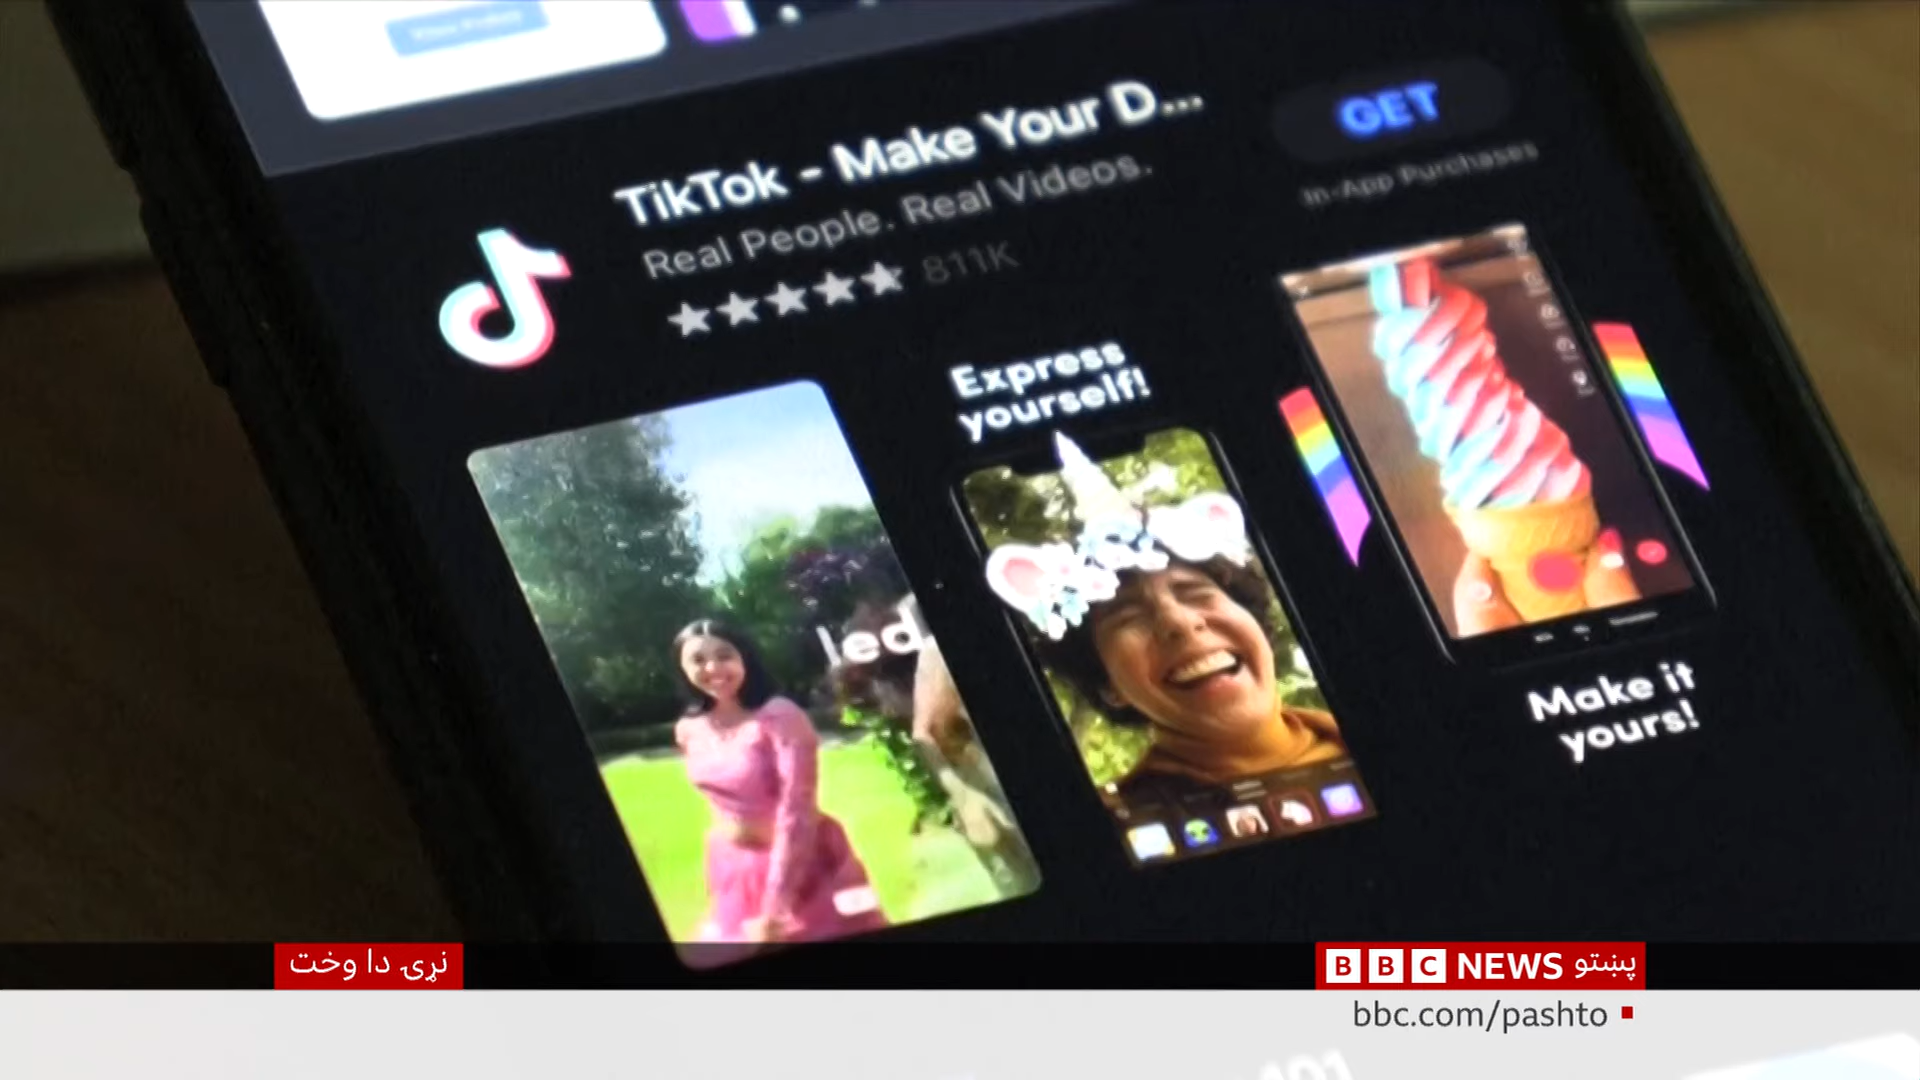 TikTok - Make Your D...
Real People. Real Videos.
811K
GET
In-App Purchases
Express
yourself!
led
Make it
yours!
نړۍ دا وخت
BBC NEWS پښتو
bbc.com/pashto